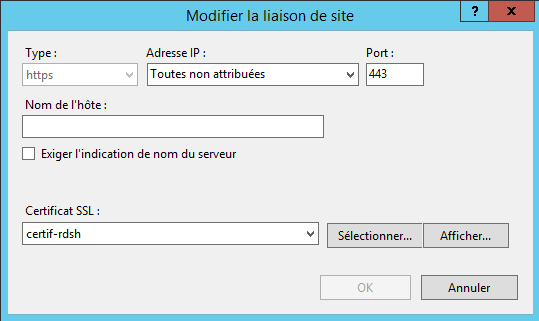 Modifier la liaison de site
? x
Type : Adresse IP : Port :
https Toutes non attribuées 443
Nom de l'hôte :
Exiger l'indication de nom du serveur
Certificat SSL :
certif-rdsh Sélectionner... Afficher...
OK Annuler